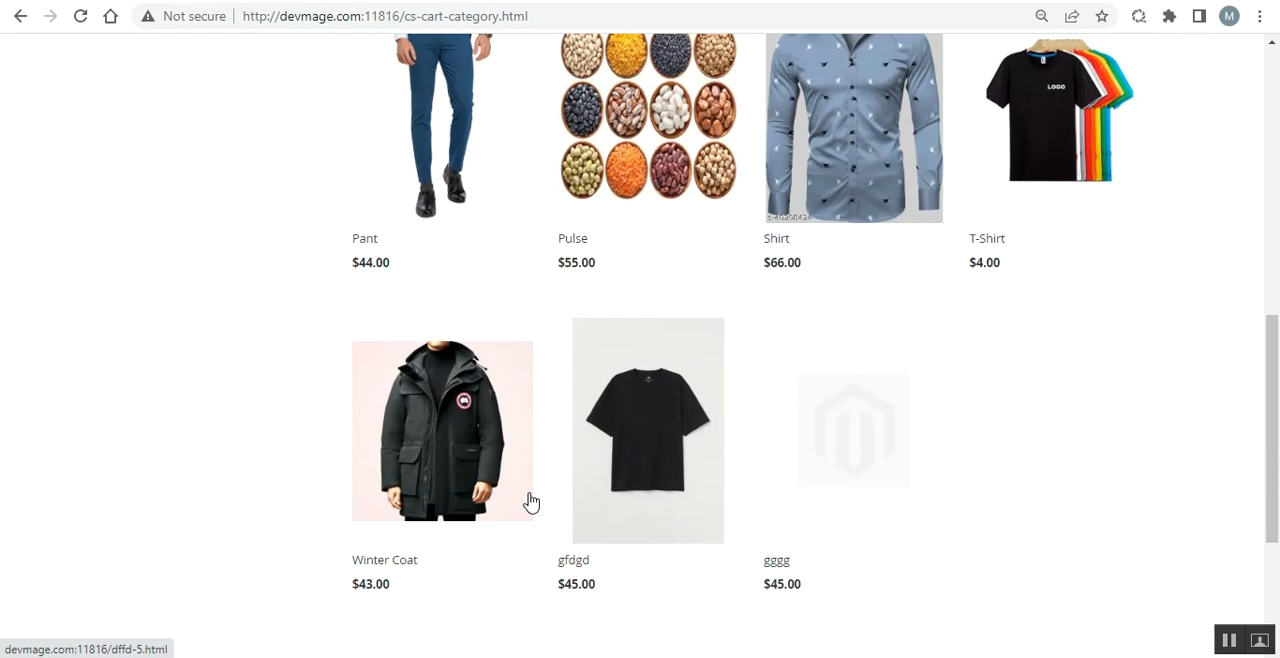 Not secure | http://devmage.com:11816/cs-cart-category.html
M
LOGO
Pant
Pulse
Shirt
T-Shirt
$44.00
$55.00
$66.00
$4.00
Winter Coat
gfdgd
gggg
$43.00
$45.00
$45.00
devmage.com:11816/dffd-5.html